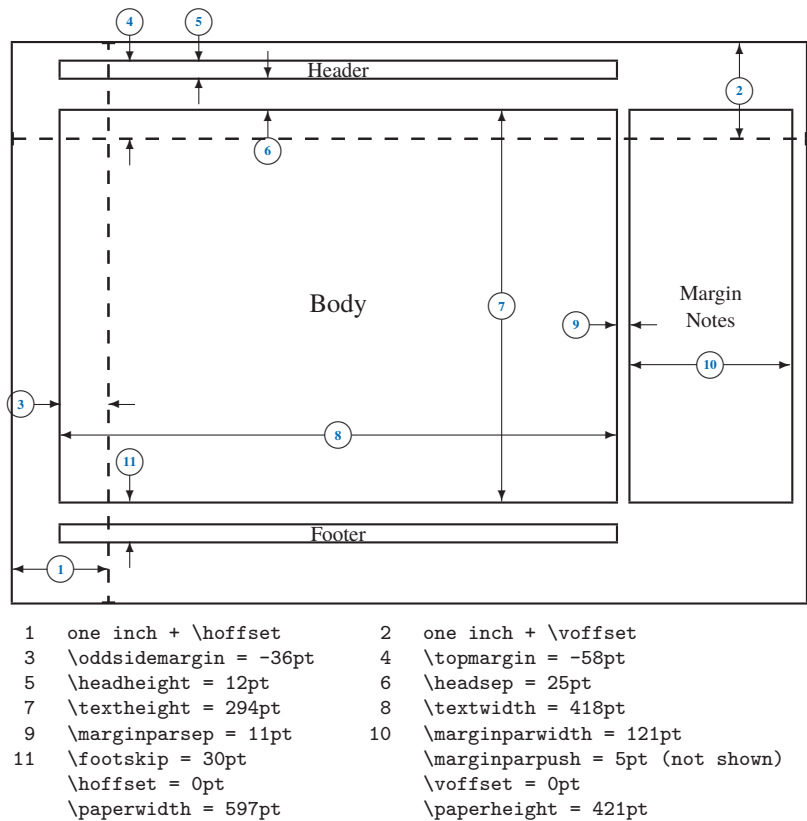 4 5
Header
2
6
Body
7
Margin
Notes
9
10
3
8
11
Footer
1
1 one inch + \hoffset 2 one inch + \voffset
3 \oddsidemargin = -36pt 4 \topmargin = -58pt
5 \headheight = 12pt 6 \headsep = 25pt
7 \textheight = 294pt 8 \textwidth = 418pt
9 \marginparsep = 11pt 10 \marginparwidth = 121pt
11 \footskip = 30pt \marginparpush = 5pt (not shown)
\hoffset = 0pt \voffset = 0pt
\paperwidth = 597pt \paperheight = 421pt